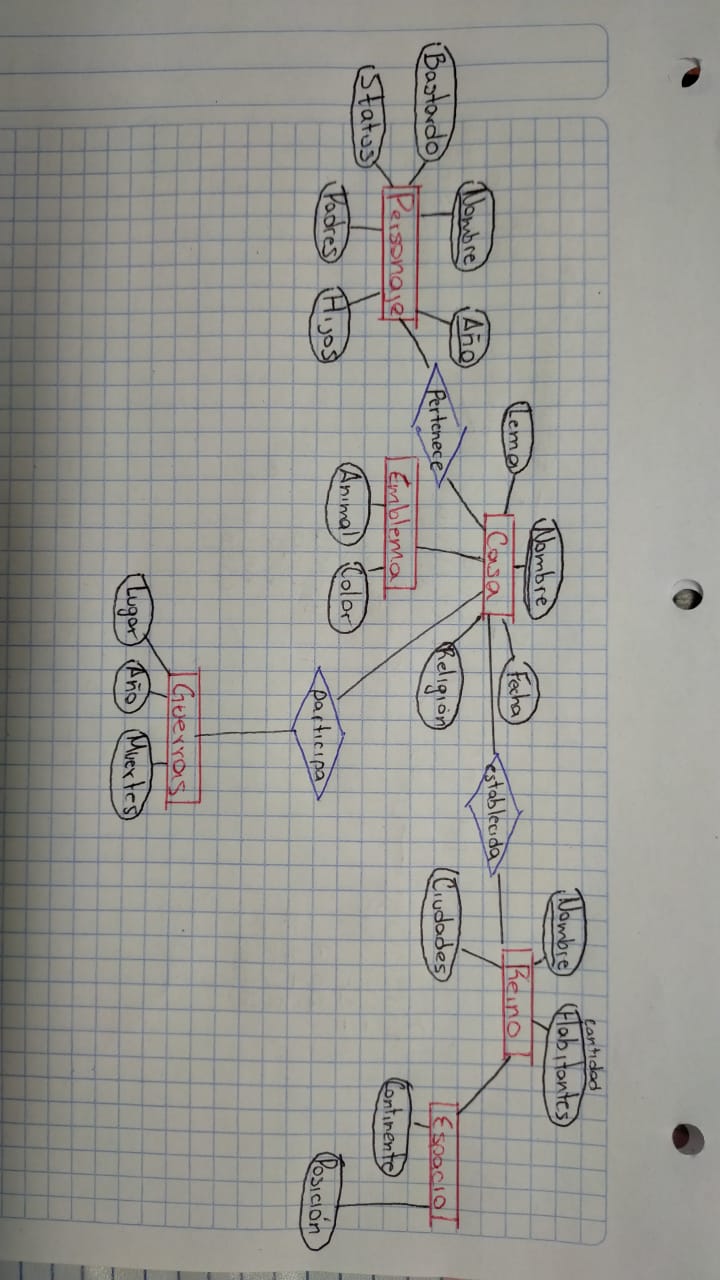 cantidad
Nombre
Habitantes
Nombre
Lema
Fecha
Reino
Casa
establecida
Nombre
Año
Religión
Ciudades
Espacio
Bastardo
Pertenece
Personaje
Emblema
Continente
Status
Animal
Color
Padres
Hijos
participa
Posición
Guerras
Lugar
Año
Muertes